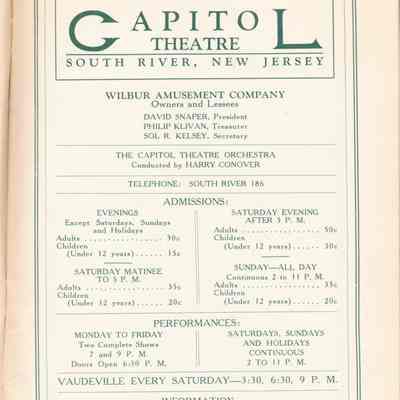 CAPITOL
THEATRE
SOUTH RIVER, NEW JERSEY
WILBUR AMUSEMENT COMPANY
Owners and Lessees
DAVID SNAPER, President
PHILIP KLIVAN, Treasurer
SOL R. KELSEY, Secretary
THE CAPITOL THEATRE ORCHESTRA
Conducted by HARRY CONOVER
TELEPHONE: SOUTH RIVER 186
ADMISSIONS:
EVENINGS
Except Saturdays, Sundays
and Holidays
Adults ................ 30c
Children
(Under 12 years) ...... 15c
SATURDAY MATINEE
TO 5 P. M.
Adults ................ 35c
Children
(Under 12 years) ...... 20c
SATURDAY EVENING
AFTER 5 P. M.
Adults ................ 50c
Children
(Under 12 years) ...... 30c
SUNDAY—ALL DAY
Continuous 2 to 11 P. M.
Adults ................ 35c
Children
(Under 12 years) ...... 20c
PERFORMANCES:
MONDAY TO FRIDAY
Two Complete Shows
7 and 9 P. M.
Doors Open 6:30 P. M.
SATURDAYS, SUNDAYS
AND HOLIDAYS
CONTINUOUS
2 TO 11 P. M.
VAUDEVILLE EVERY SATURDAY—3:30, 6:30, 9 P. M.
INFORMATION